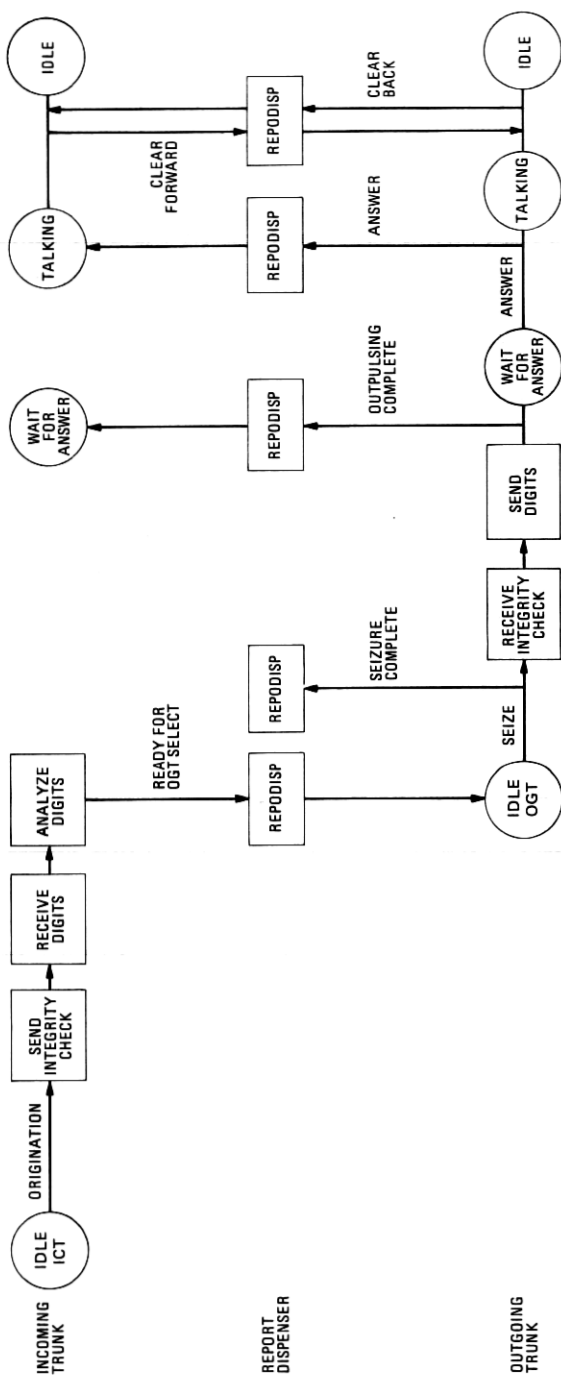 INCOMING
TRUNK
IDLE
ICT
ORIGINATION
SEND
INTEGRITY
CHECK
RECEIVE
DIGITS
ANALYZE
DIGITS
WAIT
FOR
ANSWER
TALKING
IDLE
READY FOR
OGT SELECT
CLEAR
FORWARD
REPORT
DISPENSER
REPODISP
REPODISP
REPODISP
REPODISP
REPODISP
SEIZURE
COMPLETE
OUTPULSING
COMPLETE
ANSWER
CLEAR
BACK
OUTGOING
TRUNK
IDLE
OGT
SEIZE
RECEIVE
INTEGRITY
CHECK
SEND
DIGITS
WAIT
FOR
ANSWER
ANSWER
TALKING
IDLE